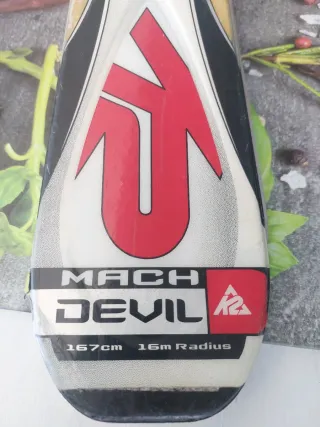 MACH
DEVIL K2
167cm 16m Radius